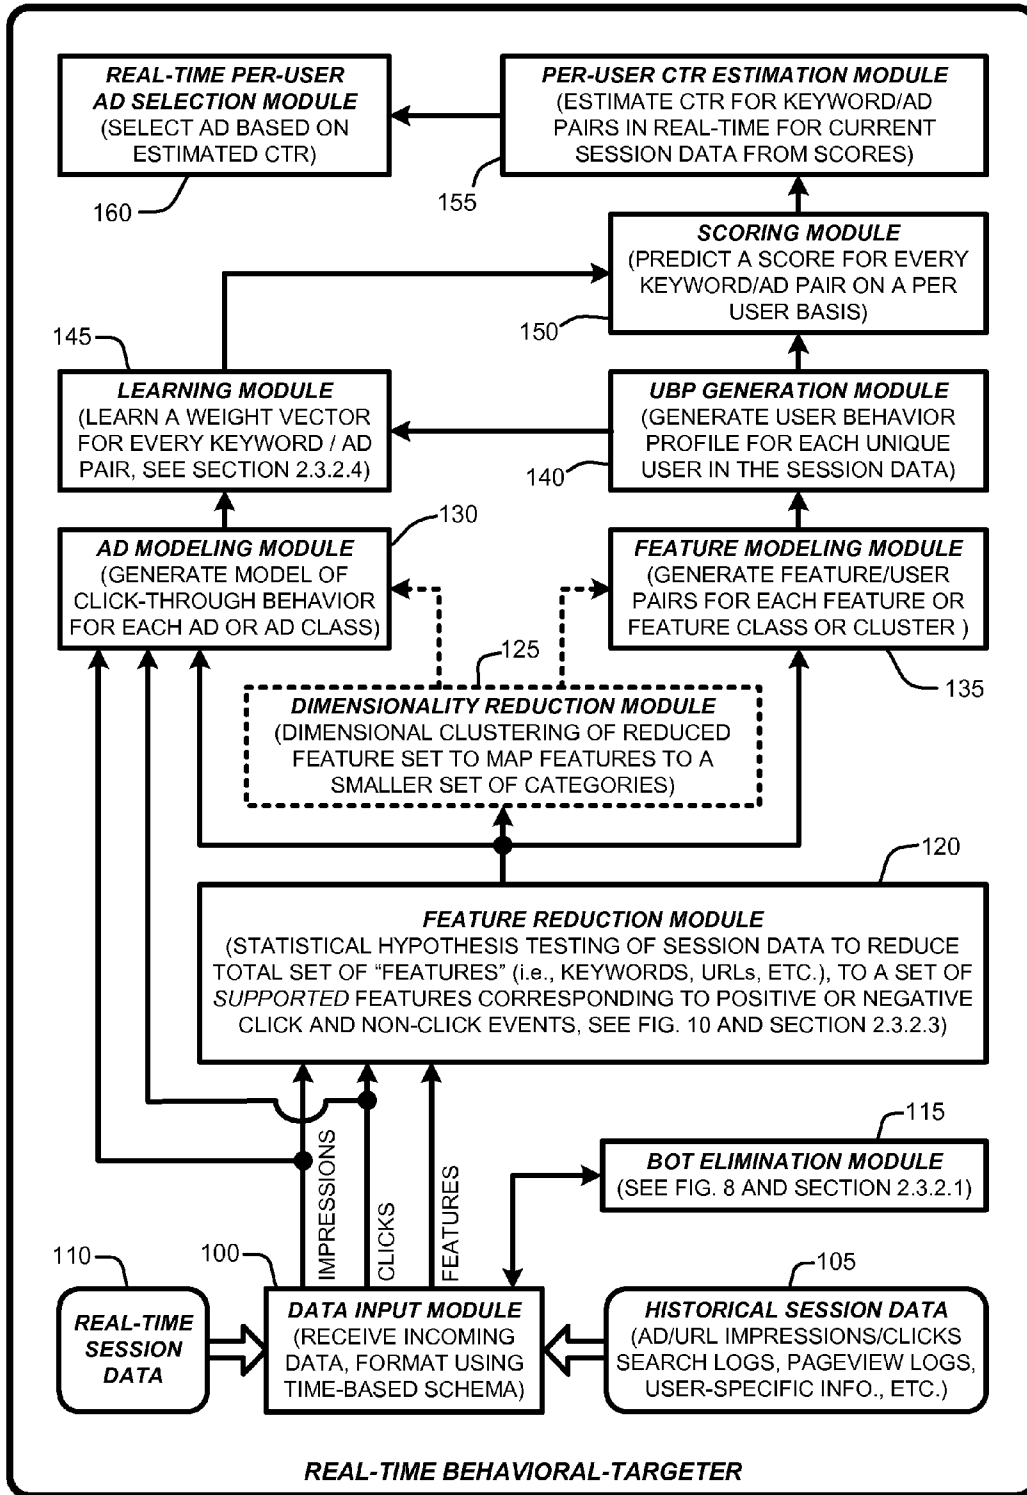 REAL-TIME PER-USER
AD SELECTION MODULE
(SELECT AD BASED ON
ESTIMATED CTR)
160
PER-USER CTR ESTIMATION MODULE
(ESTIMATE CTR FOR KEYWORD/AD
PAIRS IN REAL-TIME FOR CURRENT
SESSION DATA FROM SCORES)
155
SCORING MODULE
(PREDICT A SCORE FOR EVERY
KEYWORD/AD PAIR ON A PER
USER BASIS)
150
145
LEARNING MODULE
(LEARN A WEIGHT VECTOR
FOR EVERY KEYWORD / AD
PAIR, SEE SECTION 2.3.2.4)
UBP GENERATION MODULE
(GENERATE USER BEHAVIOR
PROFILE FOR EACH UNIQUE
USER IN THE SESSION DATA)
140
130
AD MODELING MODULE
(GENERATE MODEL OF
CLICK-THROUGH BEHAVIOR
FOR EACH AD OR AD CLASS)
FEATURE MODELING MODULE
(GENERATE FEATURE/USER
PAIRS FOR EACH FEATURE OR
FEATURE CLASS OR CLUSTER )
135
125
DIMENSIONALITY REDUCTION MODULE
(DIMENSIONAL CLUSTERING OF REDUCED
FEATURE SET TO MAP FEATURES TO A
SMALLER SET OF CATEGORIES)
120
FEATURE REDUCTION MODULE
(STATISTICAL HYPOTHESIS TESTING OF SESSION DATA TO REDUCE
TOTAL SET OF “FEATURES” (i.e., KEYWORDS, URLs, ETC.), TO A SET OF
SUPPORTED FEATURES CORRESPONDING TO POSITIVE OR NEGATIVE
CLICK AND NON-CLICK EVENTS, SEE FIG. 10 AND SECTION 2.3.2.3)
IMPRESSIONS
CLICKS
FEATURES
115
BOT ELIMINATION MODULE
(SEE FIG. 8 AND SECTION 2.3.2.1)
110
REAL-TIME
SESSION
DATA
100
DATA INPUT MODULE
(RECEIVE INCOMING
DATA, FORMAT USING
TIME-BASED SCHEMA)
105
HISTORICAL SESSION DATA
(AD/URL IMPRESSIONS/CLICKS
SEARCH LOGS, PAGEVIEW LOGS,
USER-SPECIFIC INFO., ETC.)
REAL-TIME BEHAVIORAL-TARGETER